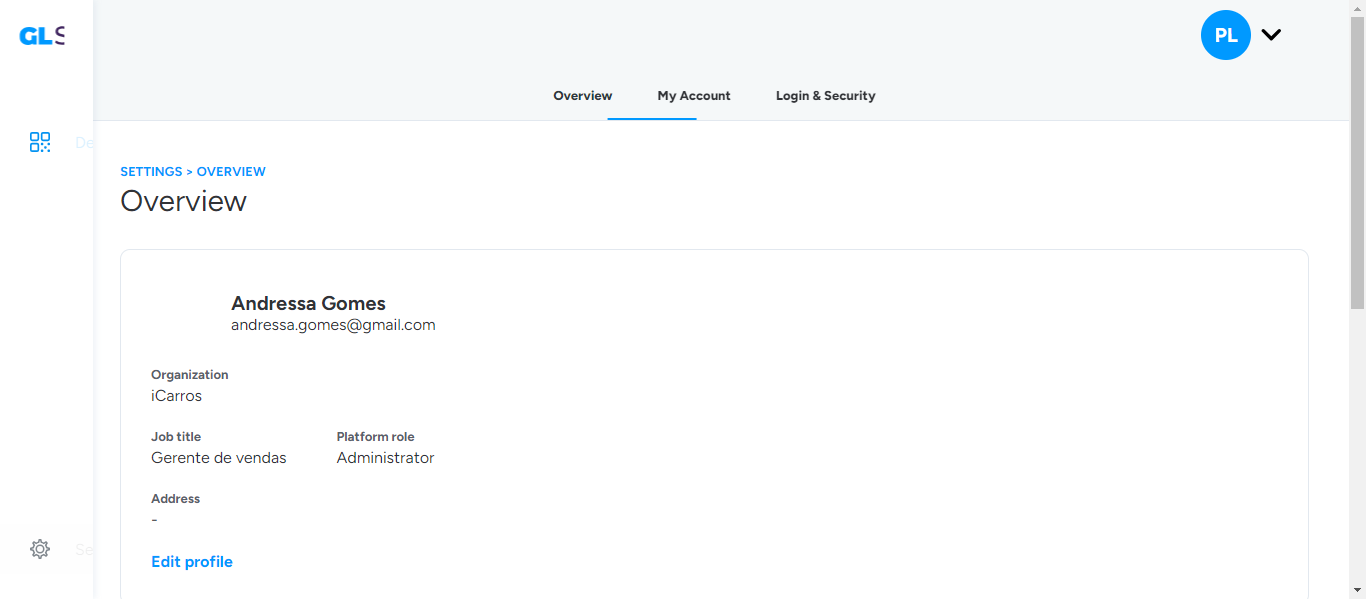 GLS
PL
Overview
My Account
Login & Security
De
SETTINGS > OVERVIEW
Overview
Andressa Gomes
andressa.gomes@gmail.com
Organization
iCarros
Job title
Platform role
Gerente de vendas
Administrator
Address
-
Se
Edit profile